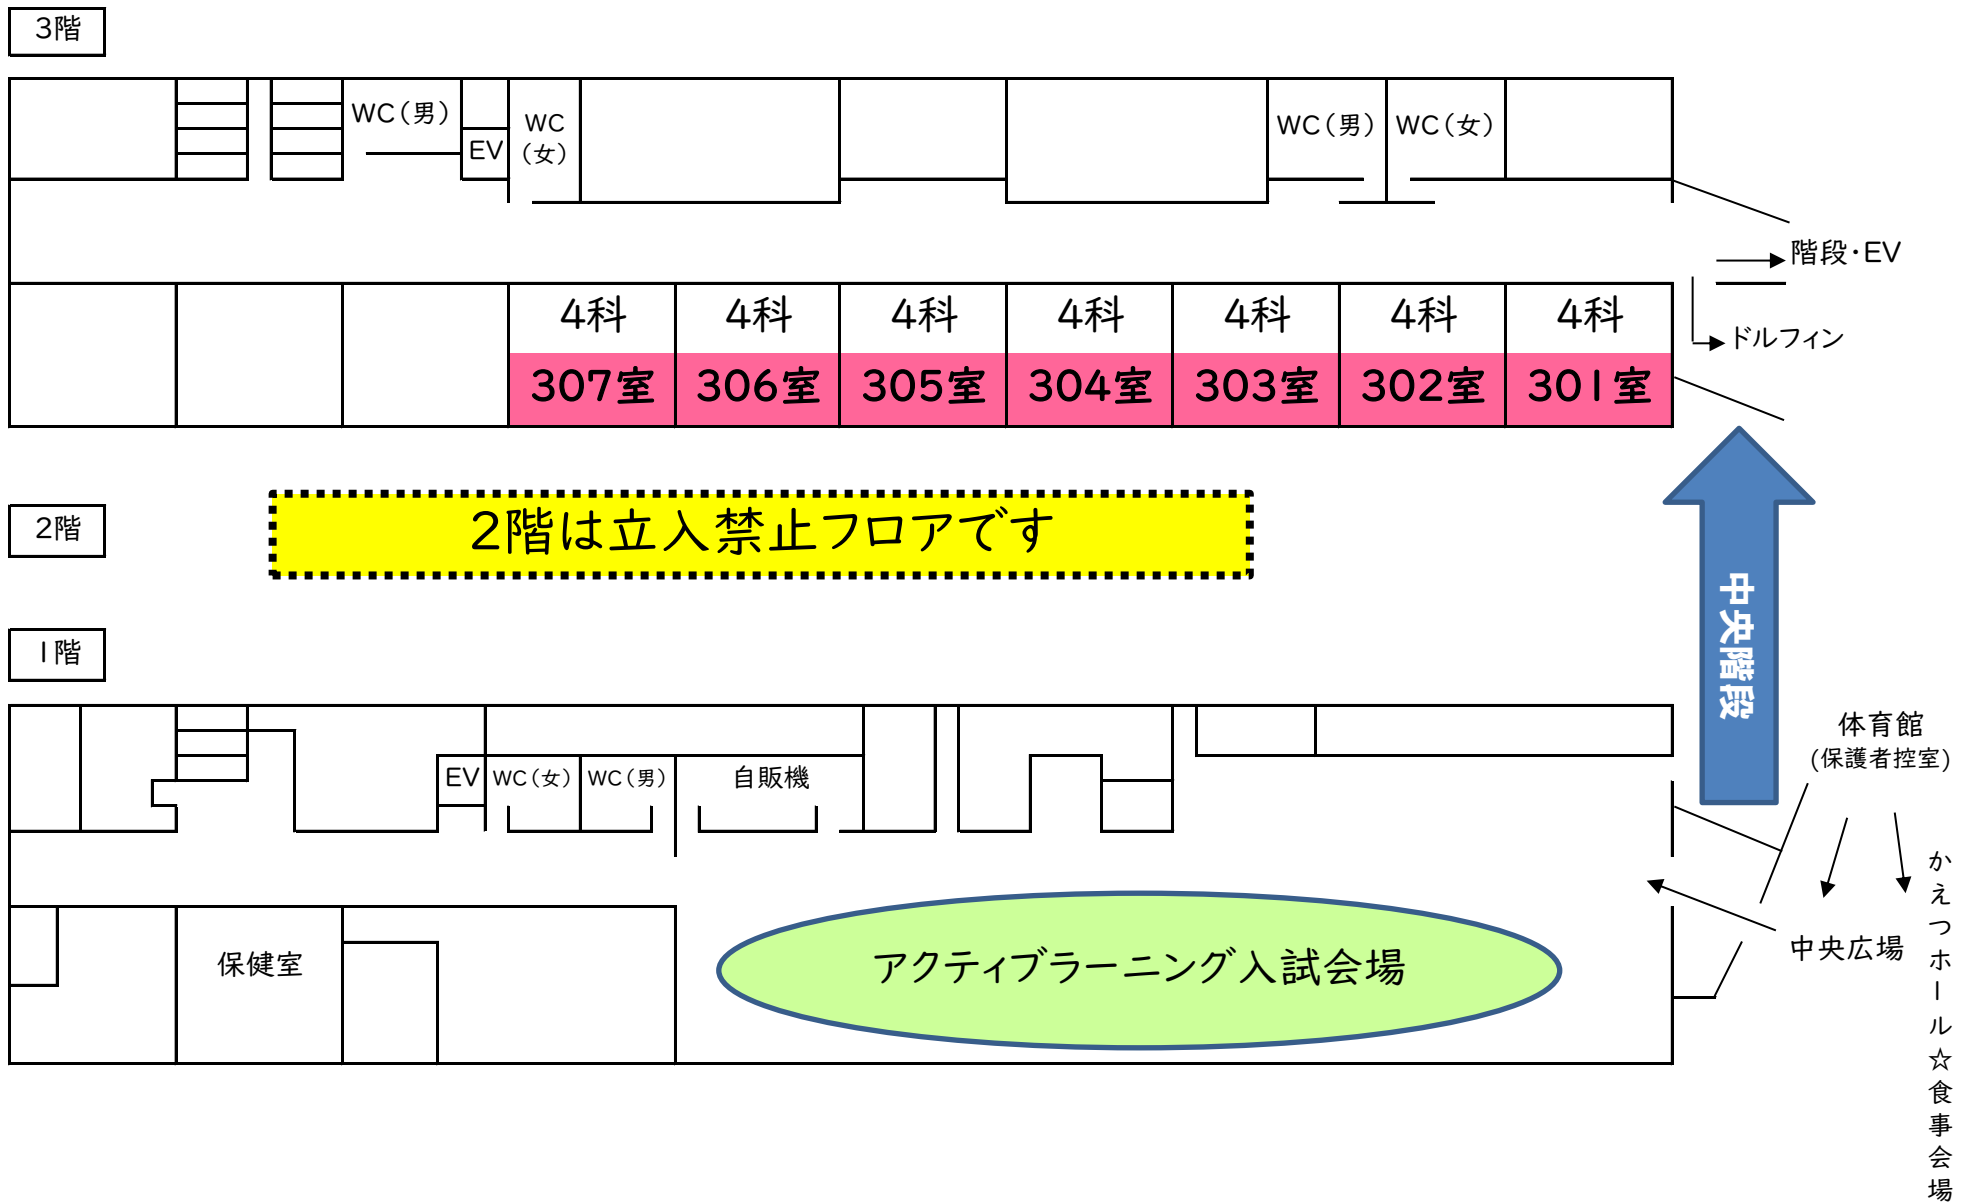 3階
WC（男）
EV
WC
（女）
WC（男）
WC（女）
階段・EV
ドルフィン
4科
4科
4科
4科
4科
4科
4科
307室
306室
305室
304室
303室
302室
301室
2階
2階は立入禁止フロアです
中央階段
1階
体育館
(保護者控室)
EV
WC（女）
WC（男）
自販機
保健室
アクティブラーニング入試会場
中央広場
かえつホール☆食事会場